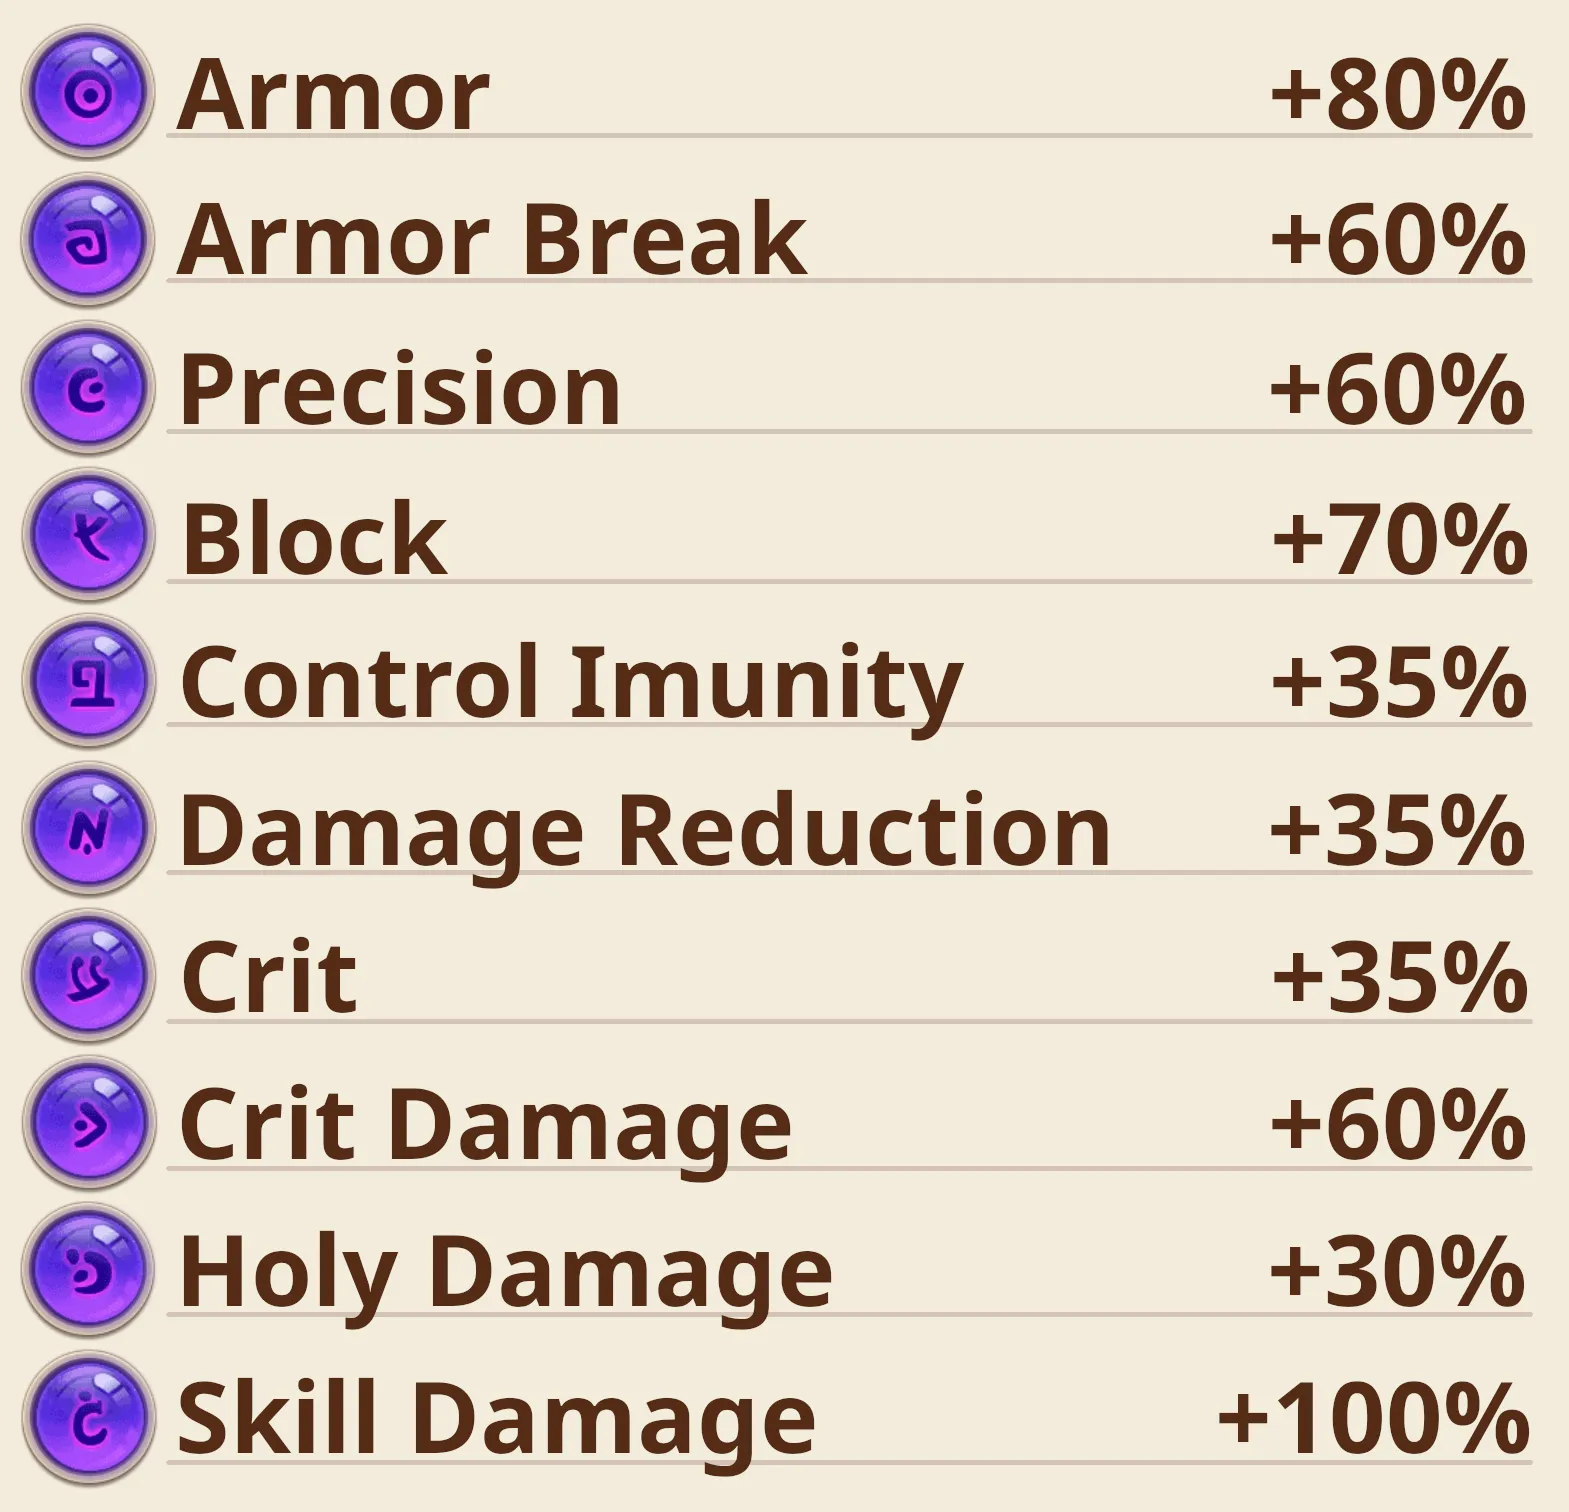 Armor +80%
Armor Break +60%
Precision +60%
Block +70%
Control Imunity +35%
Damage Reduction +35%
Crit +35%
Crit Damage +60%
Holy Damage +30%
Skill Damage +100%